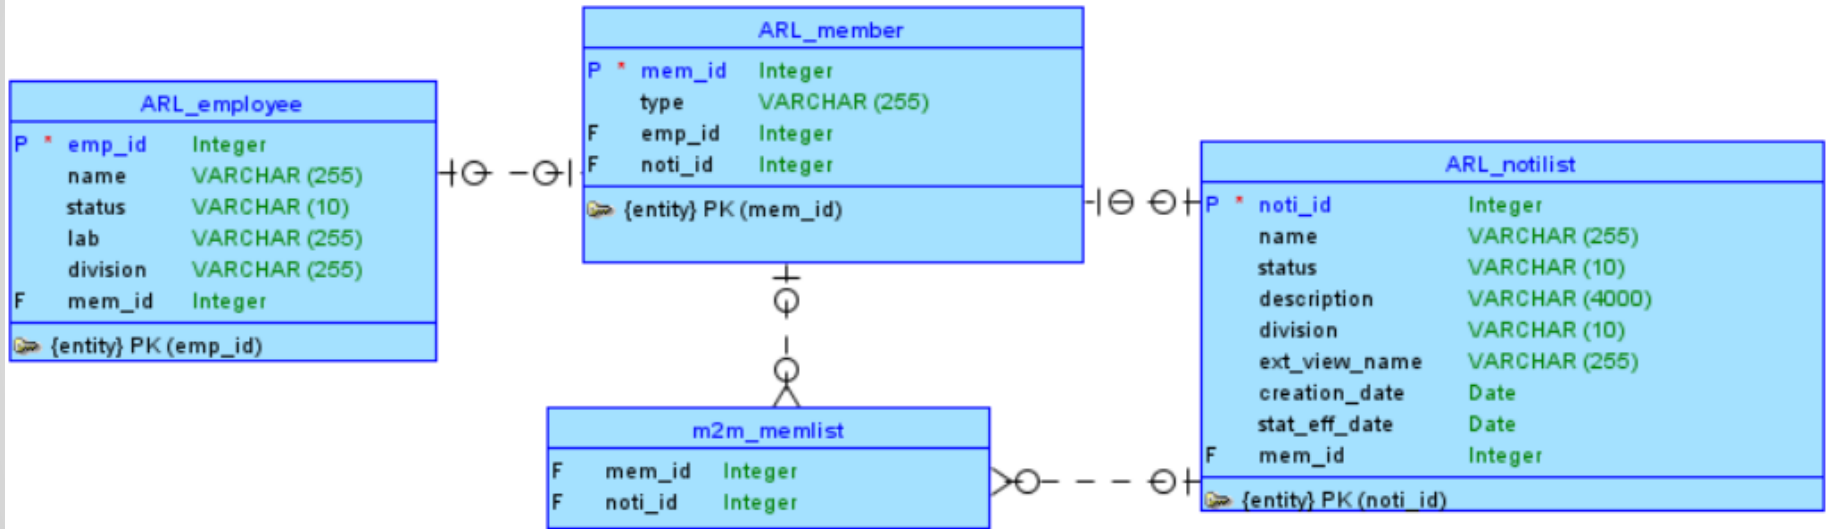 ARL_employee
P * emp_id Integer
name VARCHAR (255)
status VARCHAR (10)
lab VARCHAR (255)
division VARCHAR (255)
F mem_id Integer
{entity} PK (emp_id)
ARL_member
P * mem_id Integer
type VARCHAR (255)
F emp_id Integer
F noti_id Integer
{entity} PK (mem_id)
m2m_memlist
F mem_id Integer
F noti_id Integer
ARL_notilist
P * noti_id Integer
name VARCHAR (255)
status VARCHAR (10)
description VARCHAR (4000)
division VARCHAR (10)
ext_view_name VARCHAR (255)
creation_date Date
stat_eff_date Date
F mem_id Integer
{entity} PK (noti_id)